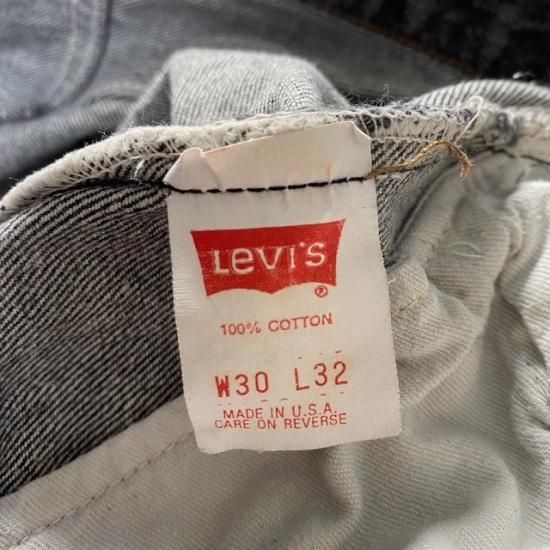 Levi's
®
100% COTTON
W30 L32
MADE IN U.S.A.
CARE ON REVERSE